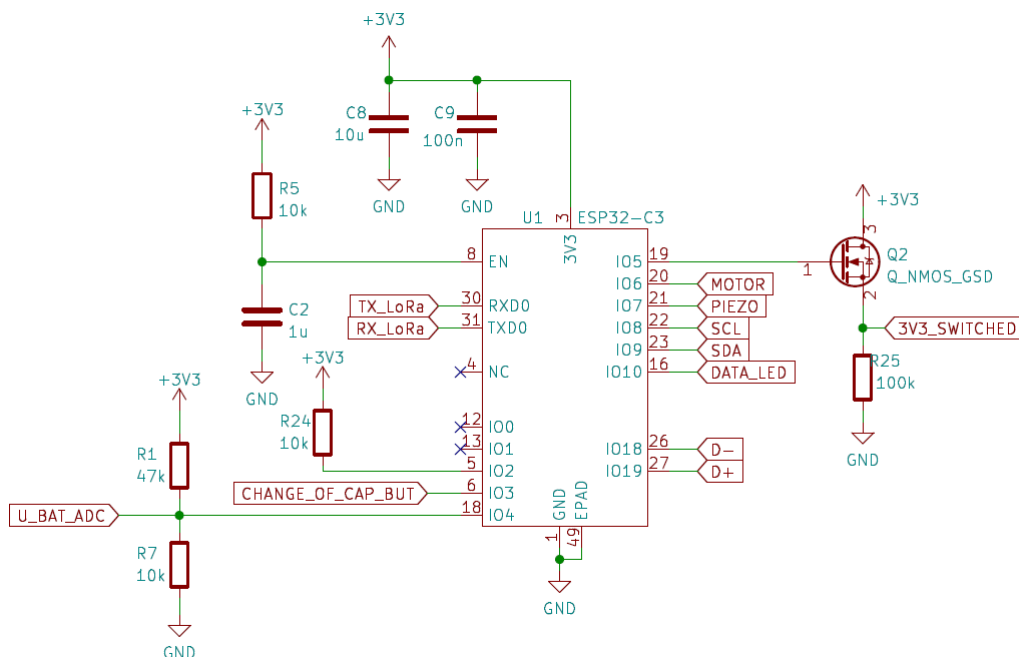 +3V3
C8
10u
C9
100n
GND
GND
+3V3
R5
10k
C2
1u
GND
U1
ESP32-C3
3
3V3
8 EN
TX_LoRa 30 RXD0
RX_LoRa 31 TXD0
4 NC
12 IO0
13 IO1
5 IO2
CHANGE_OF_CAP_BUT 6 IO3
U_BAT_ADC 18 IO4
IO5 19
IO6 20 MOTOR
IO7 21 PIEZO
IO8 22 SCL
IO9 23 SDA
IO10 16 DATA_LED
IO18 26 D-
IO19 27 D+
GND
EPAD
1
49
GND
+3V3
R24
10k
+3V3
R1
47k
R7
10k
GND
+3V3
3
1
2
Q2
Q_NMOS_GSD
3V3_SWITCHED
R25
100k
GND